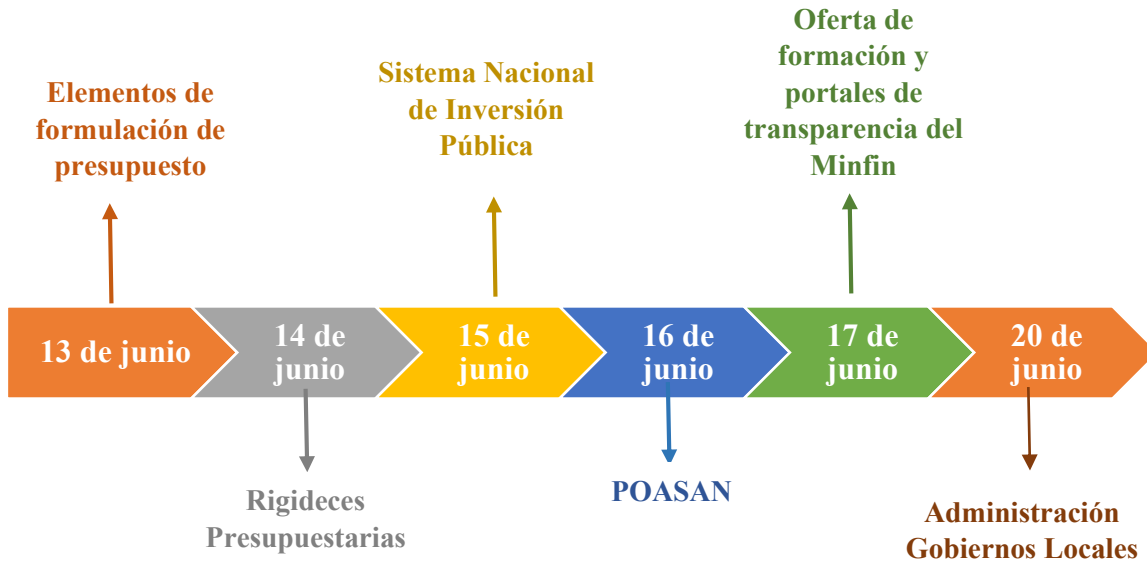 Elementos de
formulación de
presupuesto
Sistema Nacional
de Inversión
Pública
Oferta de
formación y
portales de
transparencia del
Minfin
13 de junio
14 de
junio
15 de
junio
16 de
junio
17 de
junio
20 de
junio
Rigideces
Presupuestarias
POASAN
Administración
Gobiernos Locales